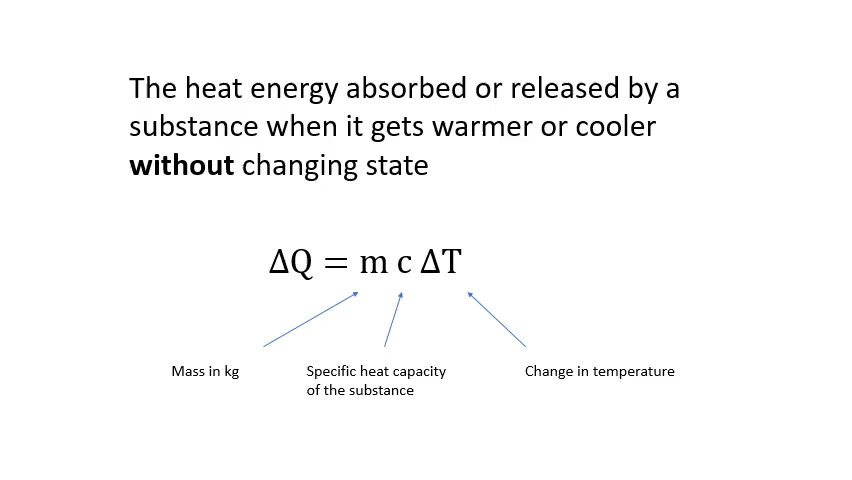 The heat energy absorbed or released by a
substance when it gets warmer or cooler
without changing state
ΔQ = m c ΔT
Mass in kg
Specific heat capacity
of the substance
Change in temperature